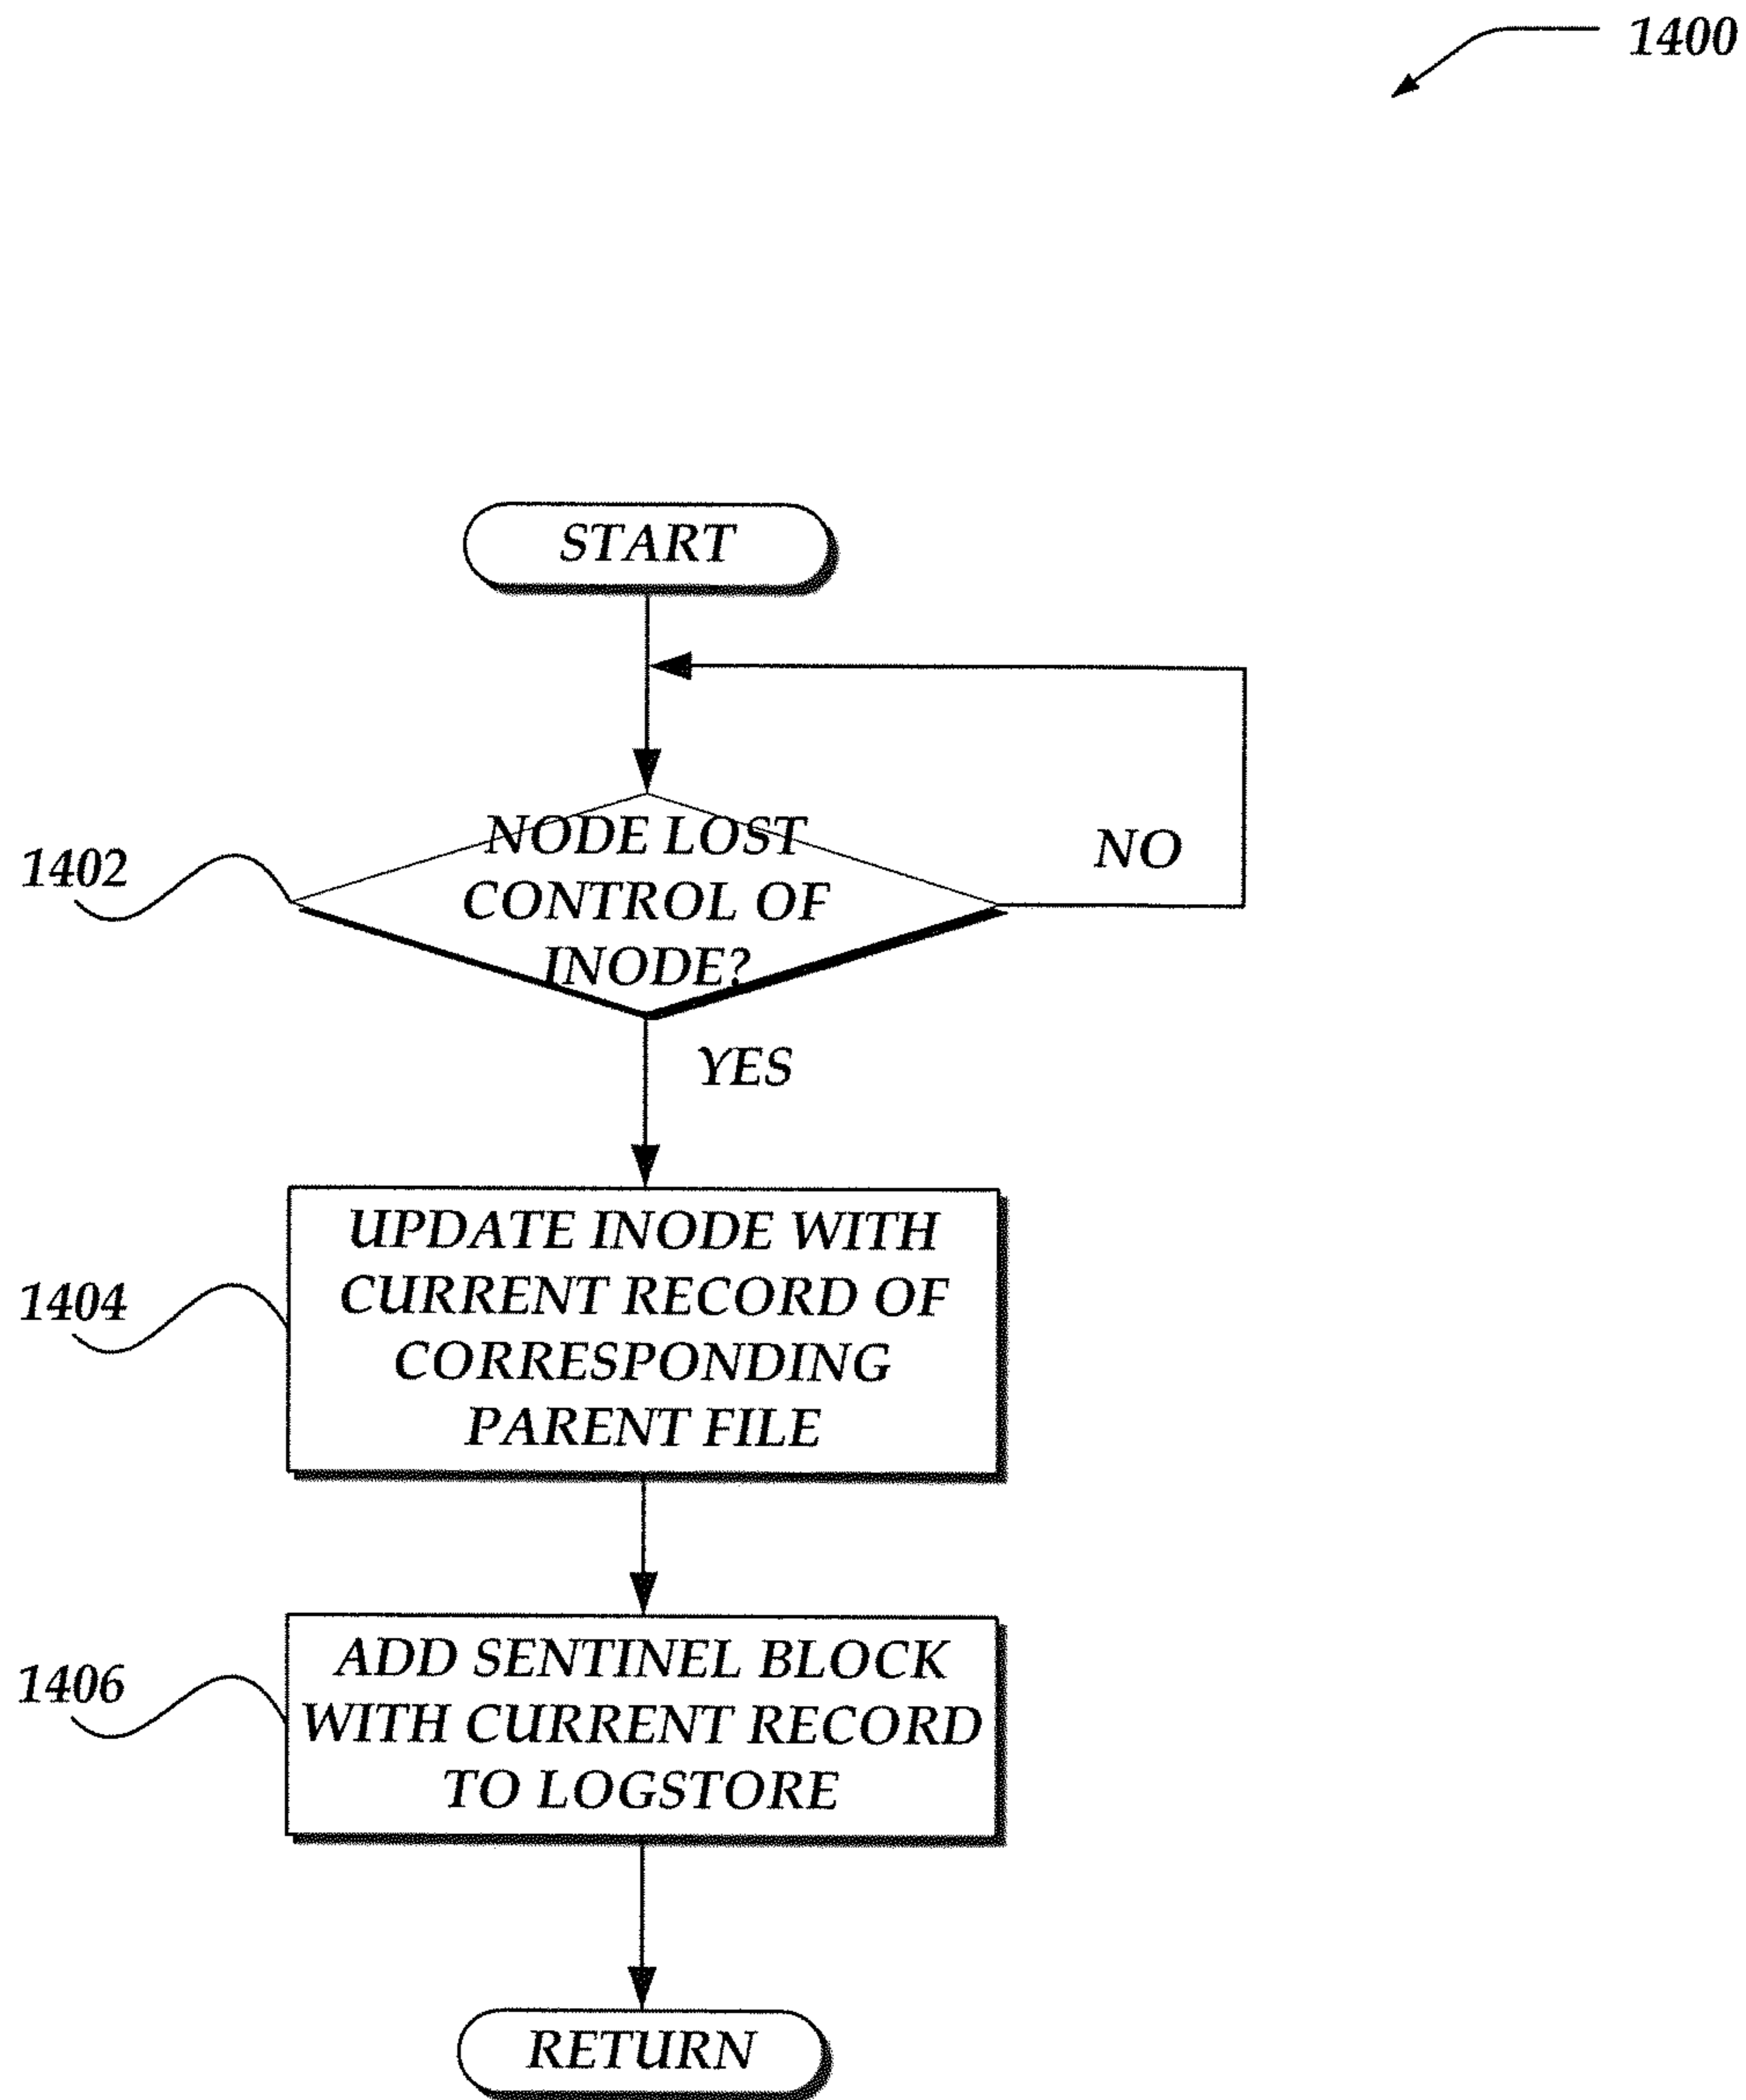 1400
START
NODE LOST
CONTROL OF
INODE?
NO
1402
YES
UPDATE INODE WITH
CURRENT RECORD OF
CORRESPONDING
PARENT FILE
1404
ADD SENTINEL BLOCK
WITH CURRENT RECORD
TO LOGSTORE
1406
RETURN